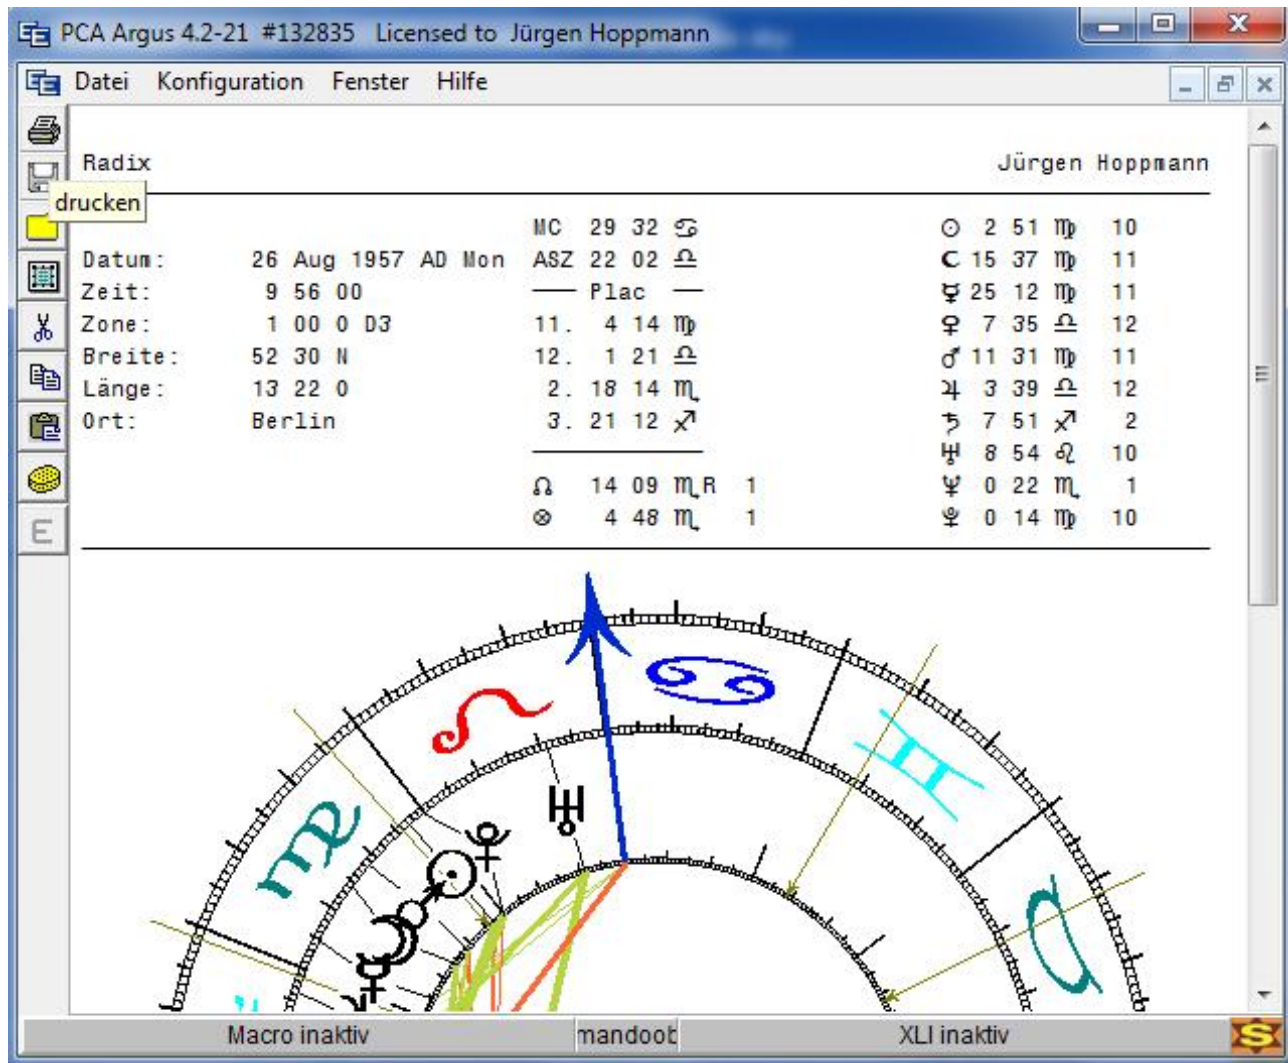 PCA Argus 4.2-21 #132835 Licensed to Jürgen Hoppmann
Datei Konfiguration Fenster Hilfe
Radix Jürgen Hoppmann
drucken
MC 29 32 ♋ ☉ 2 51 ♍ 10
Datum: 26 Aug 1957 AD Mon ASZ 22 02 ♎ ☾ 15 37 ♍ 11
Zeit: 9 56 00 Plac ☿ 25 12 ♍ 11
Zone: 1 00 0 D3 11. 4 14 ♍ ♀ 7 35 ♎ 12
Breite: 52 30 N 12. 1 21 ♎ ♂ 11 31 ♍ 11
Länge: 13 22 O 2. 18 14 ♏ ♃ 3 39 ♎ 12
Ort: Berlin 3. 21 12 ♐ ♄ 7 51 ♐ 2
♅ 8 54 ♌ 10
☊ 14 09 ♏ R 1 ♆ 0 22 ♏ 1
⊗ 4 48 ♏ 1 ♇ 0 14 ♍ 10
E
Macro inaktiv XLI inaktiv
S